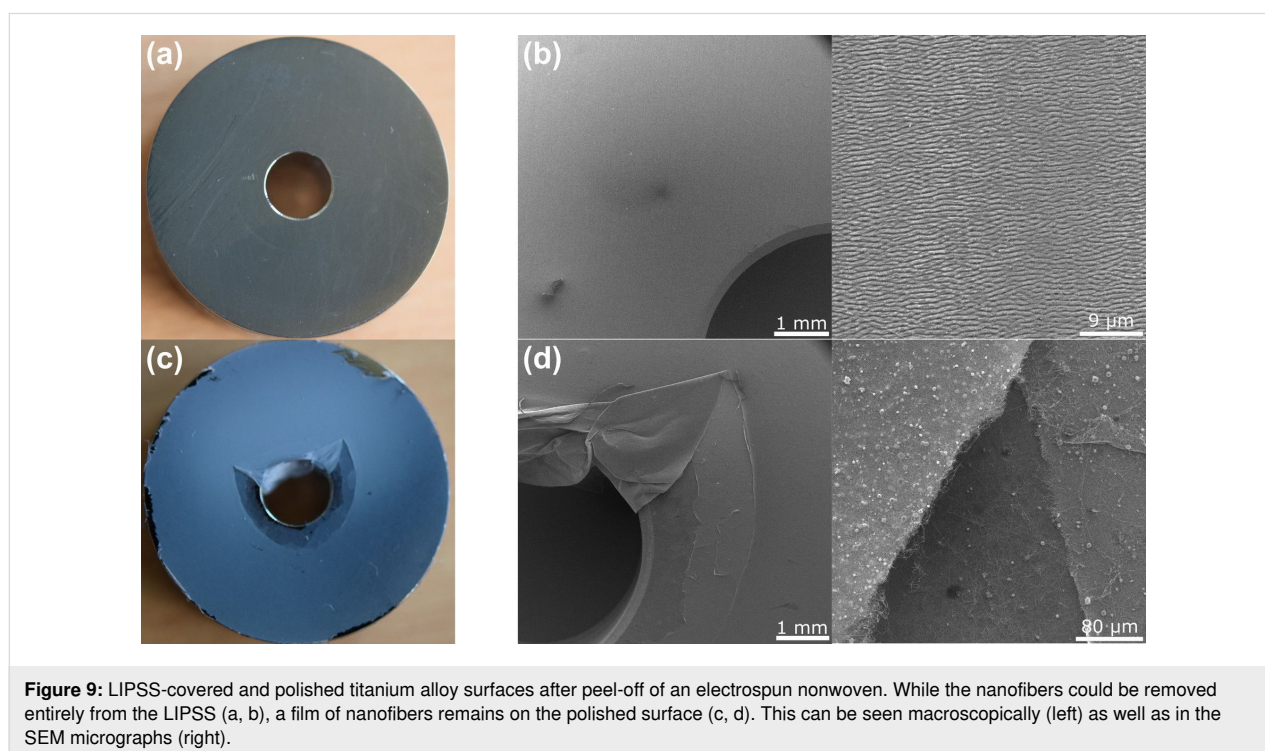 (a)
(b)
1 mm
9 µm
(c)
(d)
1 mm
80 µm
Figure 9: LIPSS-covered and polished titanium alloy surfaces after peel-off of an electrospun nonwoven. While the nanofibers could be removed
entirely from the LIPSS (a, b), a film of nanofibers remains on the polished surface (c, d). This can be seen macroscopically (left) as well as in the
SEM micrographs (right).